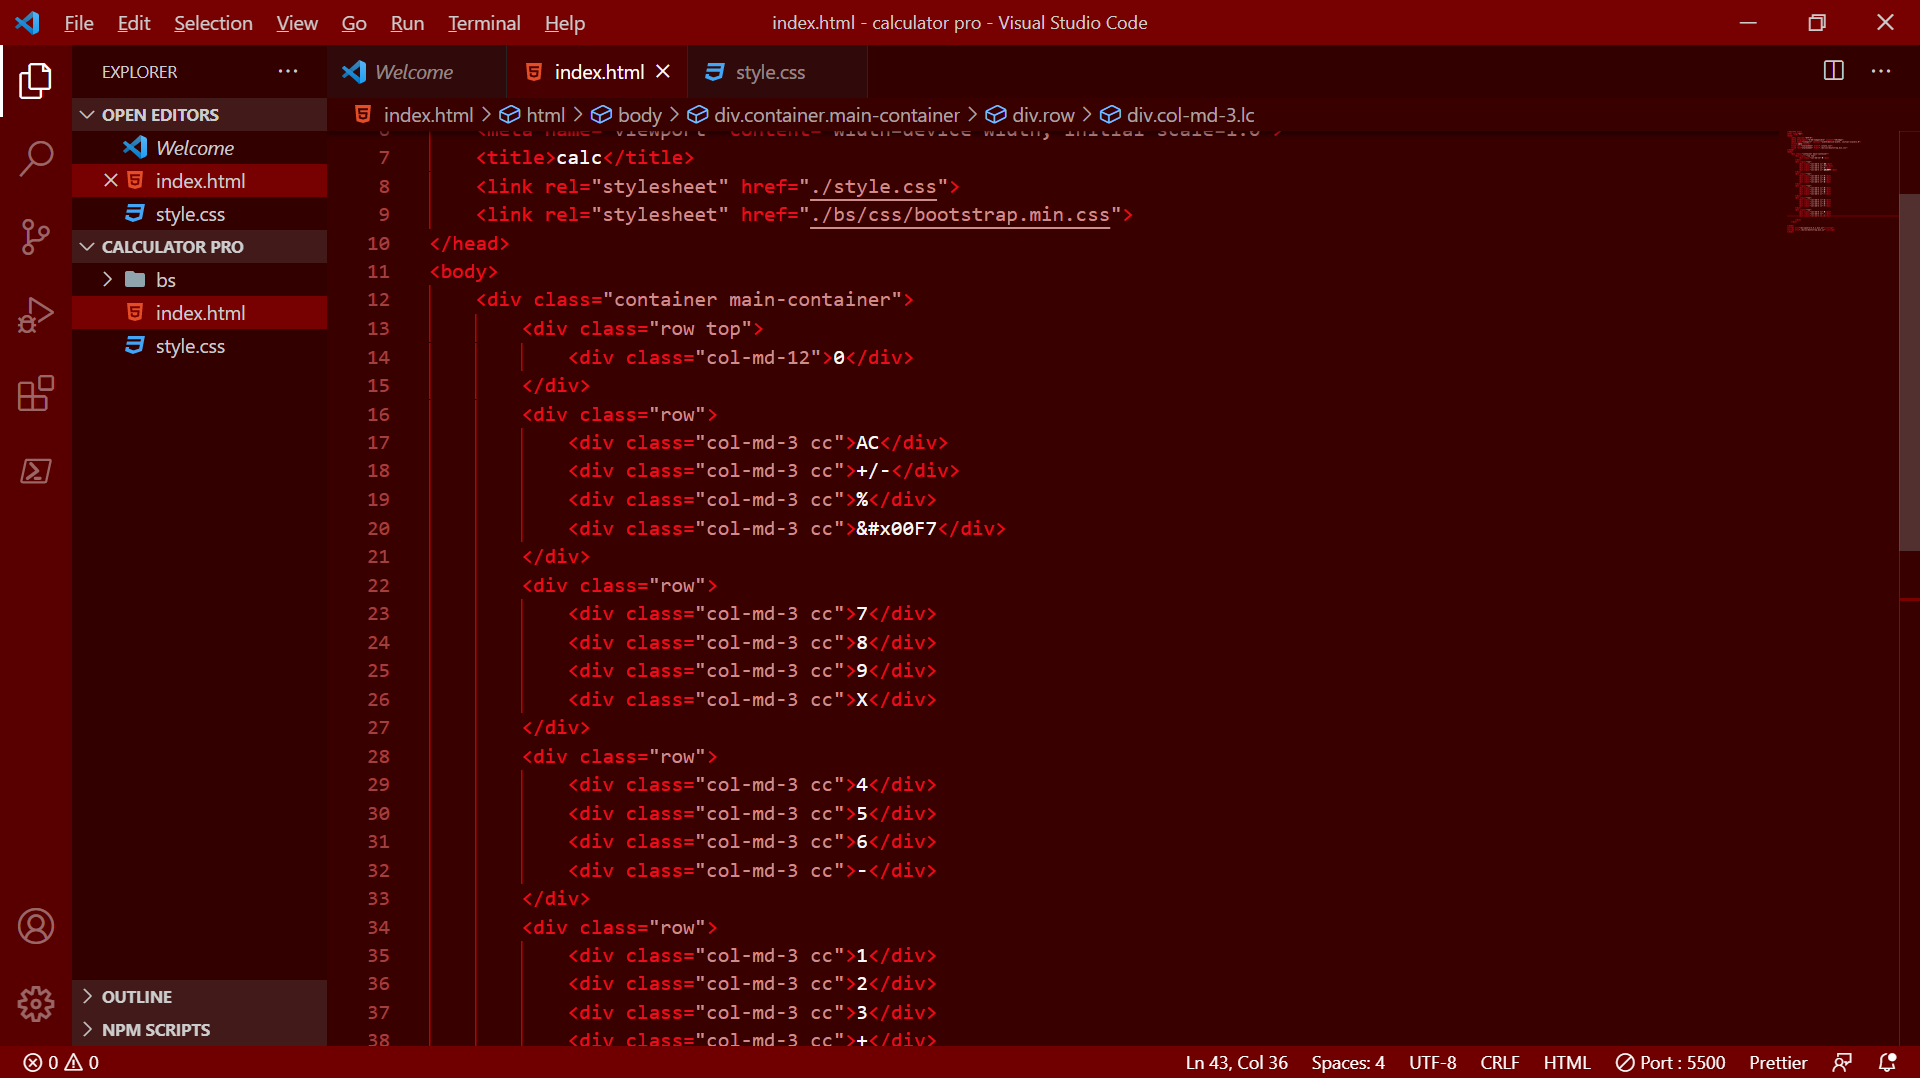 File Edit Selection View Go Run Terminal Help
index.html - calculator pro - Visual Studio Code
EXPLORER
OPEN EDITORS
Welcome
index.html
style.css
CALCULATOR PRO
bs
index.html
style.css
OUTLINE
NPM SCRIPTS
Welcome index.html style.css
index.html > html > body > div.container.main-container > div.row > div.col-md-3.lc
6 <meta name="viewport" content="width=device-width, initial-scale=1.0">
7 <title>calc</title>
8 <link rel="stylesheet" href="./style.css">
9 <link rel="stylesheet" href="./bs/css/bootstrap.min.css">
10 </head>
11 <body>
12 <div class="container main-container">
13 <div class="row top">
14 <div class="col-md-12">0</div>
15 </div>
16 <div class="row">
17 <div class="col-md-3 cc">AC</div>
18 <div class="col-md-3 cc">+/-</div>
19 <div class="col-md-3 cc">%</div>
20 <div class="col-md-3 cc">&#x00F7</div>
21 </div>
22 <div class="row">
23 <div class="col-md-3 cc">7</div>
24 <div class="col-md-3 cc">8</div>
25 <div class="col-md-3 cc">9</div>
26 <div class="col-md-3 cc">X</div>
27 </div>
28 <div class="row">
29 <div class="col-md-3 cc">4</div>
30 <div class="col-md-3 cc">5</div>
31 <div class="col-md-3 cc">6</div>
32 <div class="col-md-3 cc">-</div>
33 </div>
34 <div class="row">
35 <div class="col-md-3 cc">1</div>
36 <div class="col-md-3 cc">2</div>
37 <div class="col-md-3 cc">3</div>
38 <div class="col-md-3 cc">+</div>
0 0 Ln 43, Col 36 Spaces: 4 UTF-8 CRLF HTML Port : 5500 Prettier